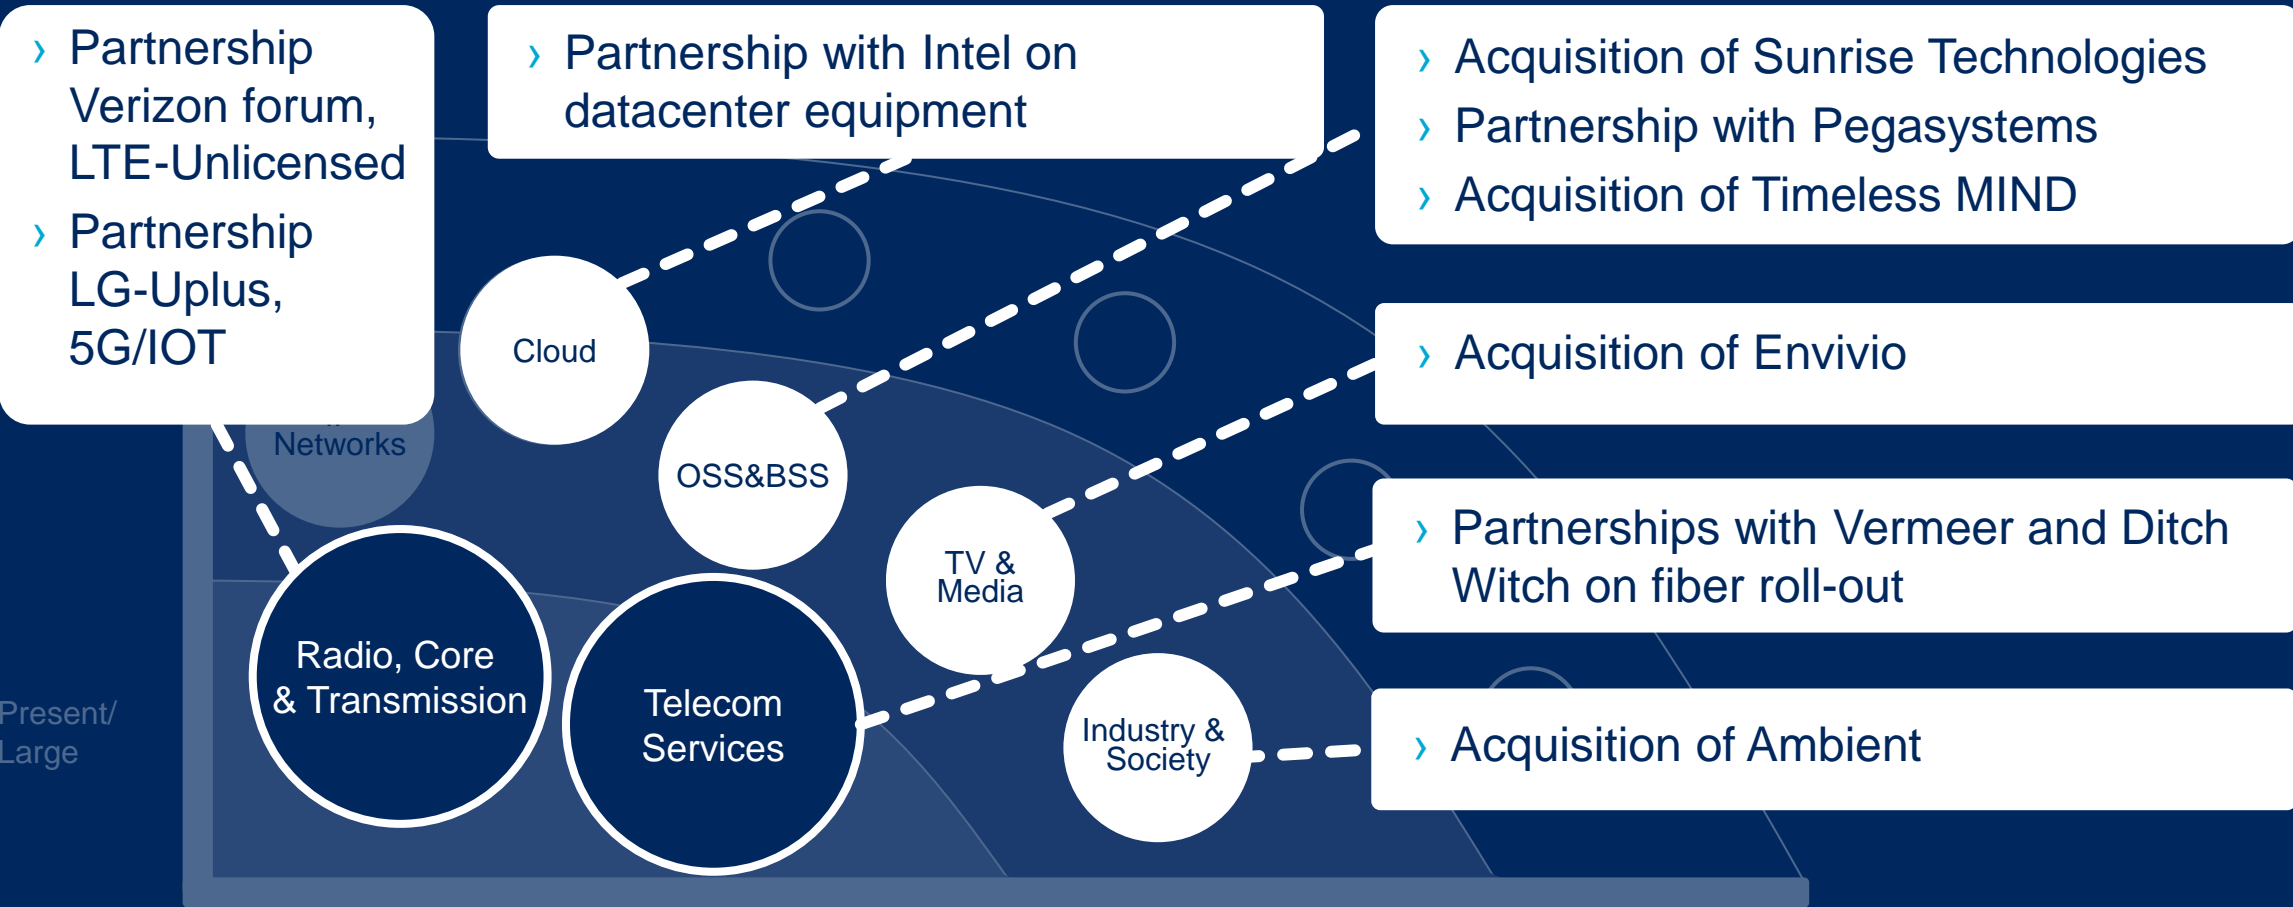 › Partnership
Verizon forum,
LTE-Unlicensed
› Partnership
LG-Uplus,
5G/IOT
› Partnership with Intel on
datacenter equipment
› Acquisition of Sunrise Technologies
› Partnership with Pegasystems
› Acquisition of Timeless MIND
› Acquisition of Envivio
› Partnerships with Vermeer and Ditch
Witch on fiber roll-out
› Acquisition of Ambient
Cloud
Networks
OSS&BSS
TV &
Media
Radio, Core
& Transmission
Telecom
Services
Industry &
Society
Present/
Large